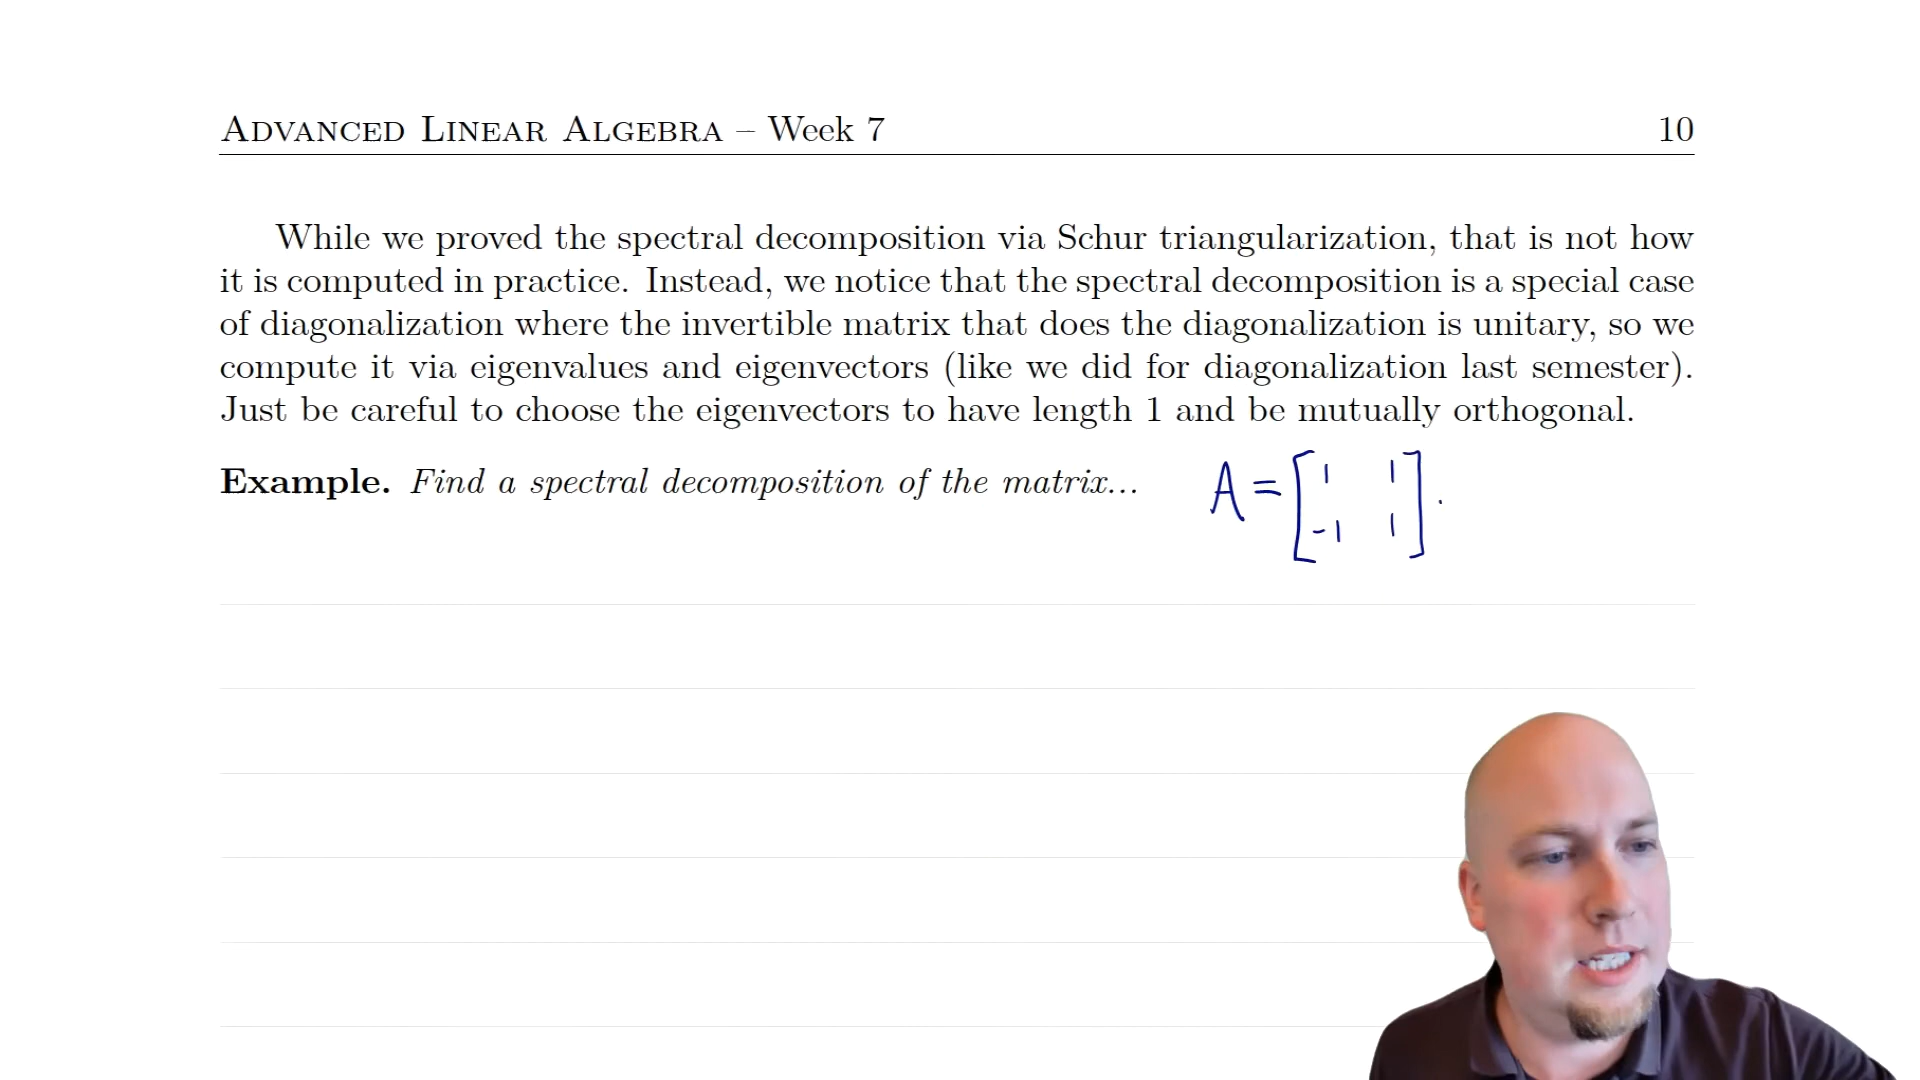 ADVANCED LINEAR ALGEBRA – Week 7 10
While we proved the spectral decomposition via Schur triangularization, that is not how
it is computed in practice. Instead, we notice that the spectral decomposition is a special case
of diagonalization where the invertible matrix that does the diagonalization is unitary, so we
compute it via eigenvalues and eigenvectors (like we did for diagonalization last semester).
Just be careful to choose the eigenvectors to have length 1 and be mutually orthogonal.
Example. Find a spectral decomposition of the matrix... A = [1 1
-1 1].